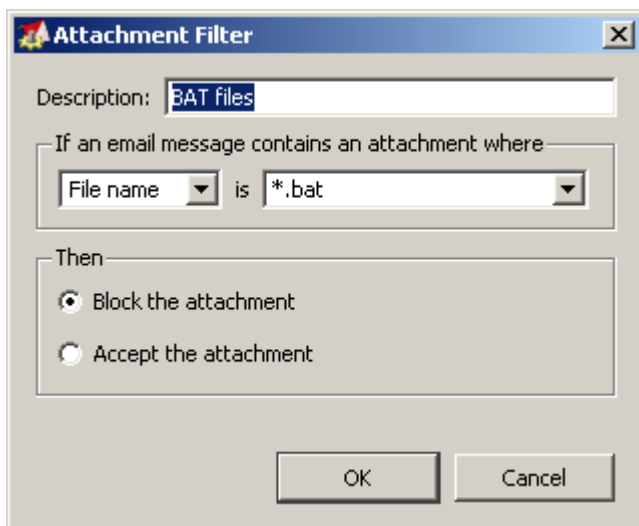 Attachment Filter
Description: BAT files
If an email message contains an attachment where
File name is *.bat
Then
Block the attachment
Accept the attachment
OK Cancel